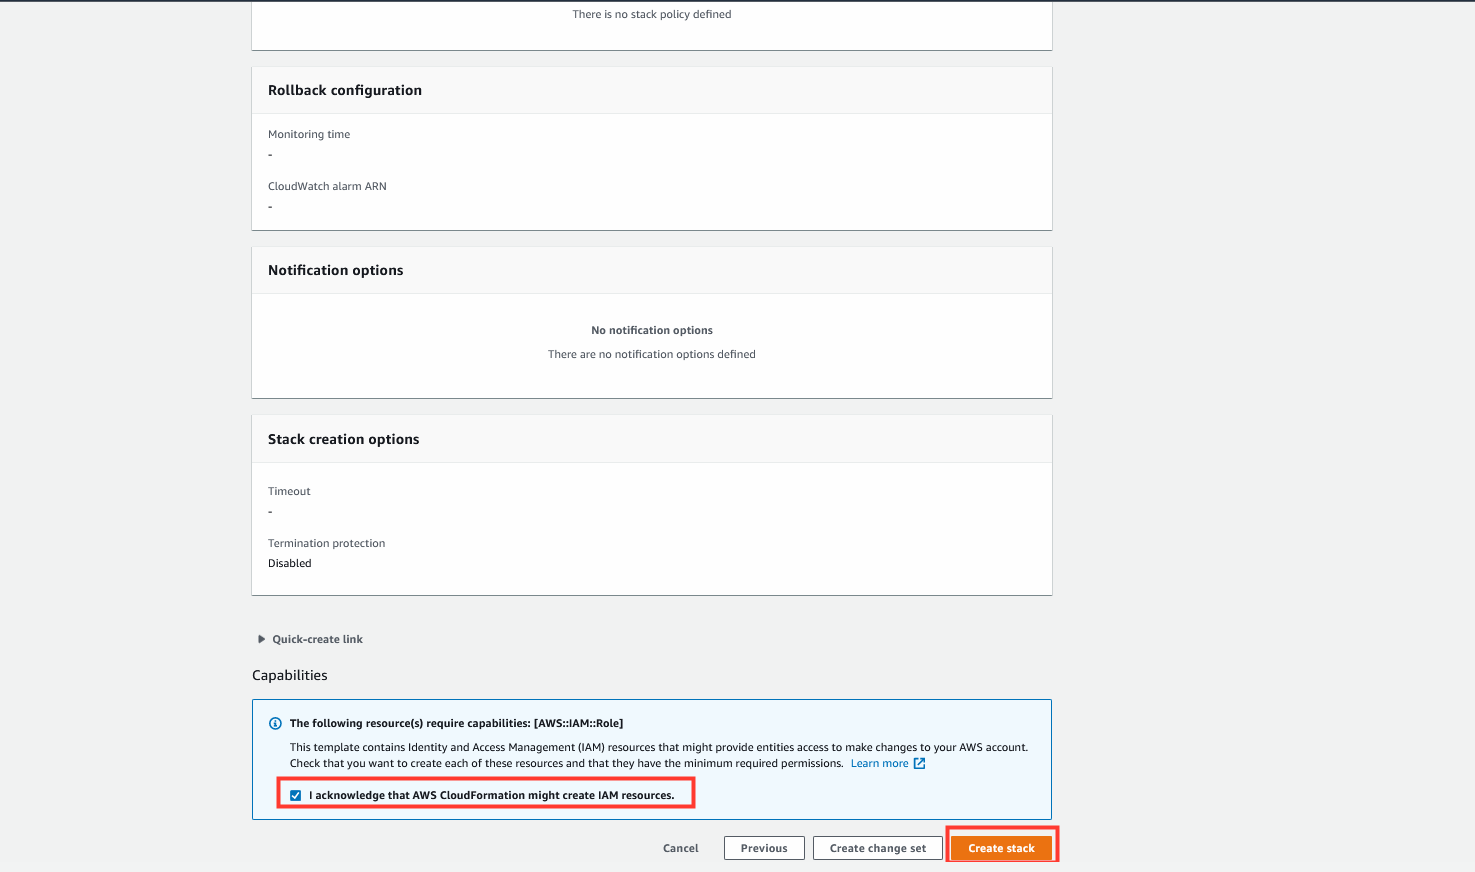 There is no stack policy defined
Rollback configuration
Monitoring time
-
CloudWatch alarm ARN
-
Notification options
No notification options
There are no notification options defined
Stack creation options
Timeout
-
Termination protection
Disabled
Quick-create link
Capabilities
The following resource(s) require capabilities: [AWS::IAM::Role]
This template contains Identity and Access Management (IAM) resources that might provide entities access to make changes to your AWS account.
Check that you want to create each of these resources and that they have the minimum required permissions. Learn more
I acknowledge that AWS CloudFormation might create IAM resources.
Cancel Previous Create change set Create stack